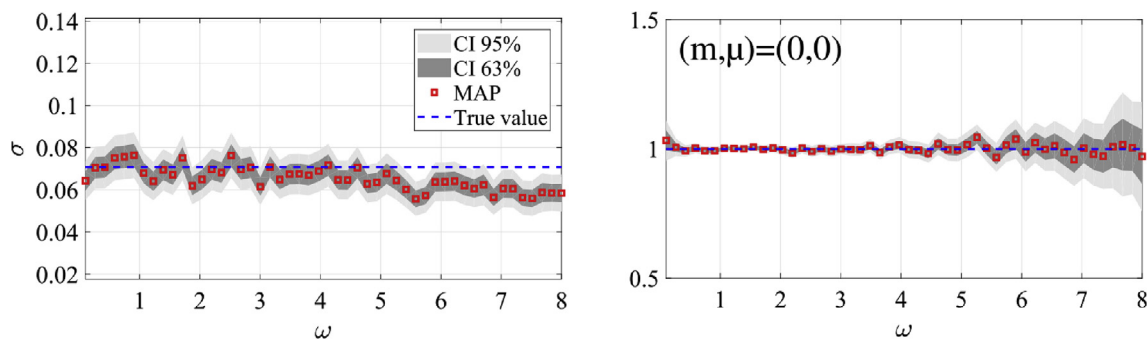 0.14
0.12
0.1
0.08
0.06
0.04
0.02
σ
1 2 3 4 5 6 7 8
ω
CI 95%
CI 63%
MAP
True value
1.5
1
0.5
(m,μ)=(0,0)
1 2 3 4 5 6 7 8
ω